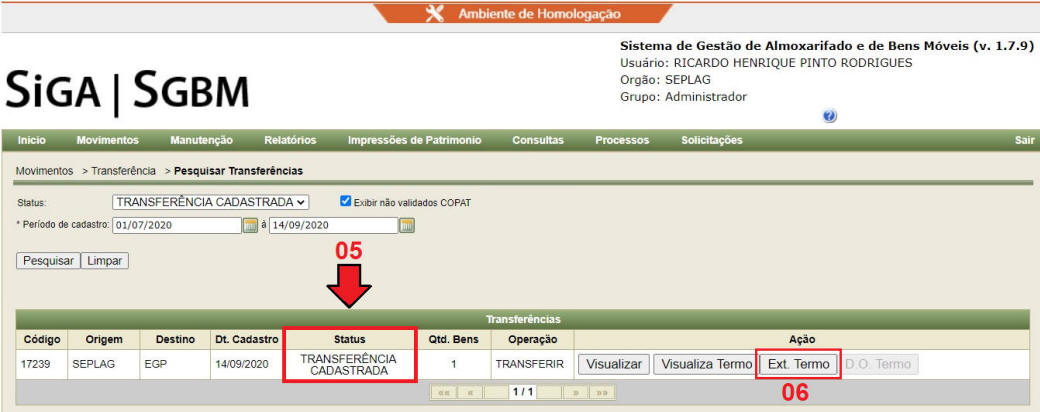 Ambiente de Homologação
SiGA | SGBM
Sistema de Gestão de Almoxarifado e de Bens Móveis (v. 1.7.9)
Usuário: RICARDO HENRIQUE PINTO RODRIGUES
Orgão: SEPLAG
Grupo: Administrador
?
Inicio Movimentos Manutenção Relatórios Impressões de Patrimonio Consultas Processos Solicitações Sair
Movimentos > Transferência > Pesquisar Transferências
Status: TRANSFERÊNCIA CADASTRADA Exibir não validados COPAT
* Período de cadastro: 01/07/2020 á 14/09/2020
Pesquisar Limpar
05
Transferências
Código Origem Destino Dt. Cadastro Status Qtd. Bens Operação Ação
17239 SEPLAG EGP 14/09/2020 TRANSFERÊNCIA CADASTRADA 1 TRANSFERIR Visualizar Visualiza Termo Ext. Termo D.O. Termo
«« « 1 / 1 » »»
06